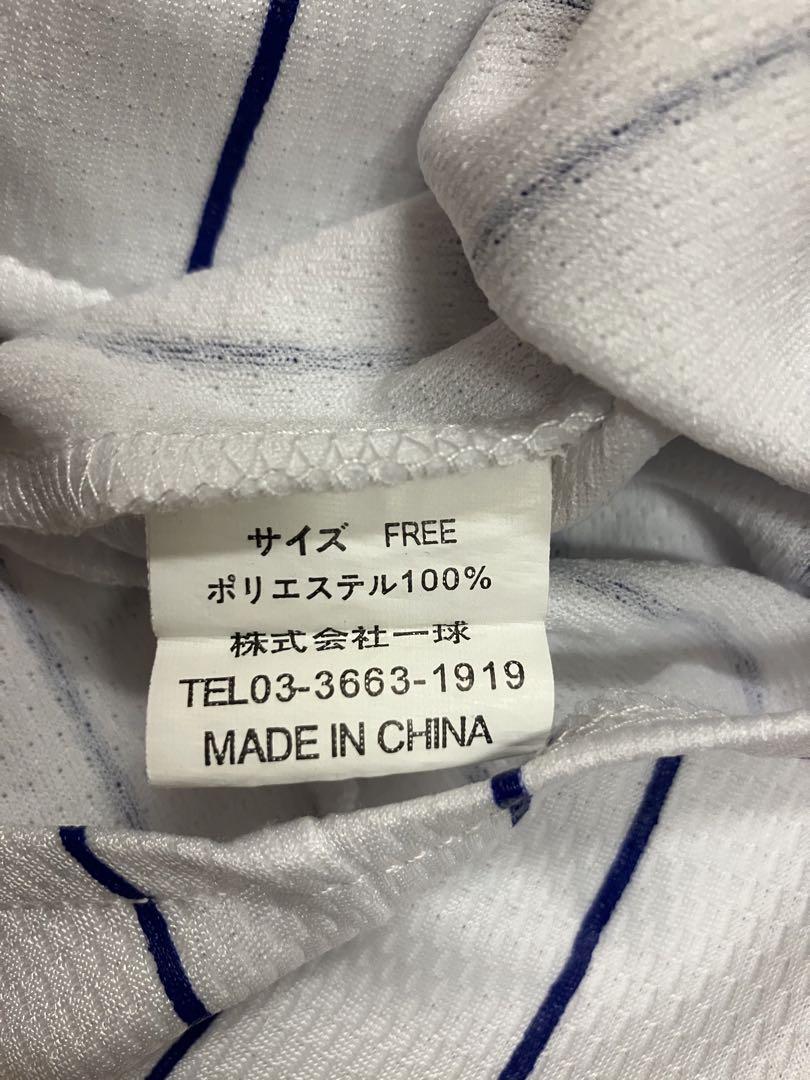 サイズ FREE
ポリエステル100%
株式会社一球
TEL03-3663-1919
MADE IN CHINA